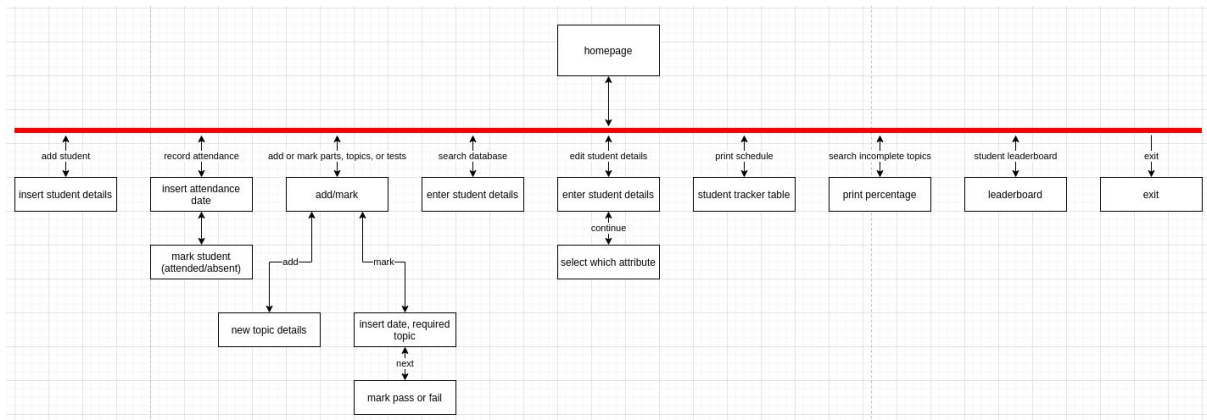 homepage
add student
record attendance
add or mark parts, topics, or tests
search database
edit student details
print schedule
search incomplete topics
student leaderboard
exit
insert student details
insert attendance
date
add/mark
enter student details
enter student details
student tracker table
print percentage
leaderboard
exit
continue
mark student
(attended/absent)
add
mark
select which attribute
new topic details
insert date, required
topic
next
mark pass or fail